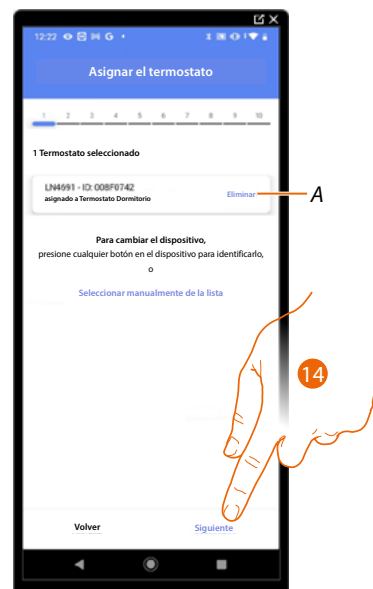 12:22
Asignar el termostato
1 2 3 4 5 6 7 8 9 10
1 Termostato seleccionado
LN4691 - ID: 008F0742
asignado a Termostato Dormitorio
Eliminar
A
Para cambiar el dispositivo,
presione cualquier botón en el dispositivo para identificarlo,
o
Seleccionar manualmente de la lista
14
Volver
Siguiente